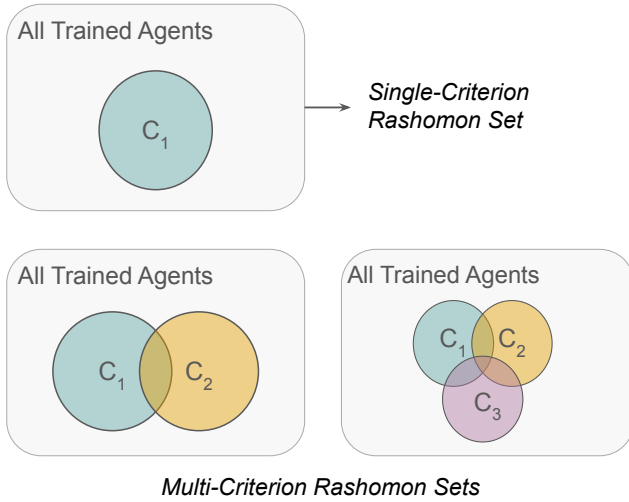 All Trained Agents
C₁
Single-Criterion
Rashomon Set
All Trained Agents
C₁
C₂
All Trained Agents
C₁
C₂
C₃
Multi-Criterion Rashomon Sets